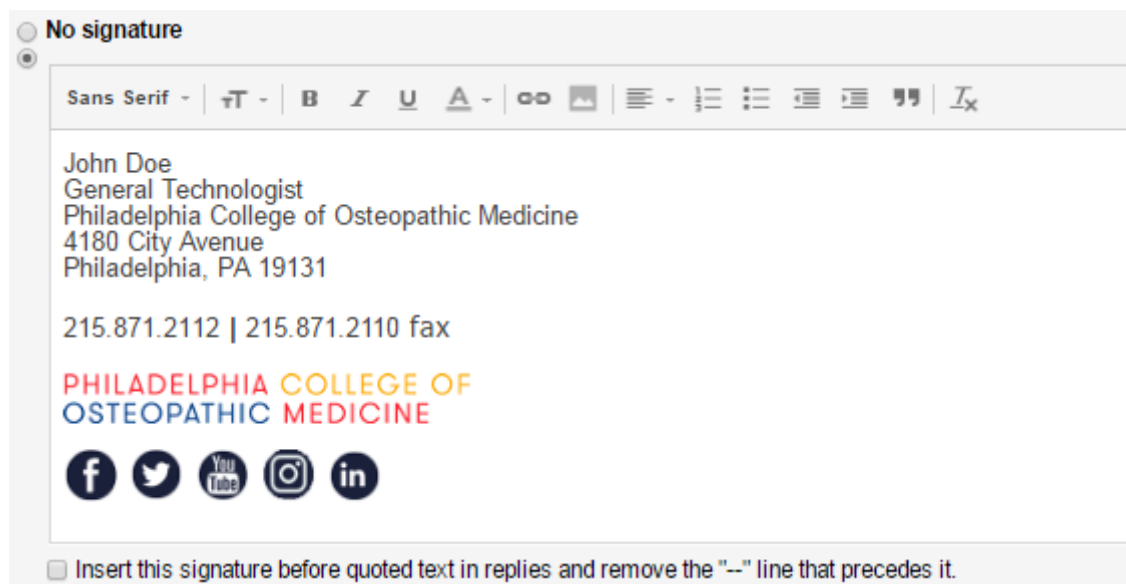 No signature
Sans Serif
John Doe
General Technologist
Philadelphia College of Osteopathic Medicine
4180 City Avenue
Philadelphia, PA 19131
215.871.2112 | 215.871.2110 fax
PHILADELPHIA COLLEGE OF
OSTEOPATHIC MEDICINE
You
Tube
in
Insert this signature before quoted text in replies and remove the "--" line that precedes it.